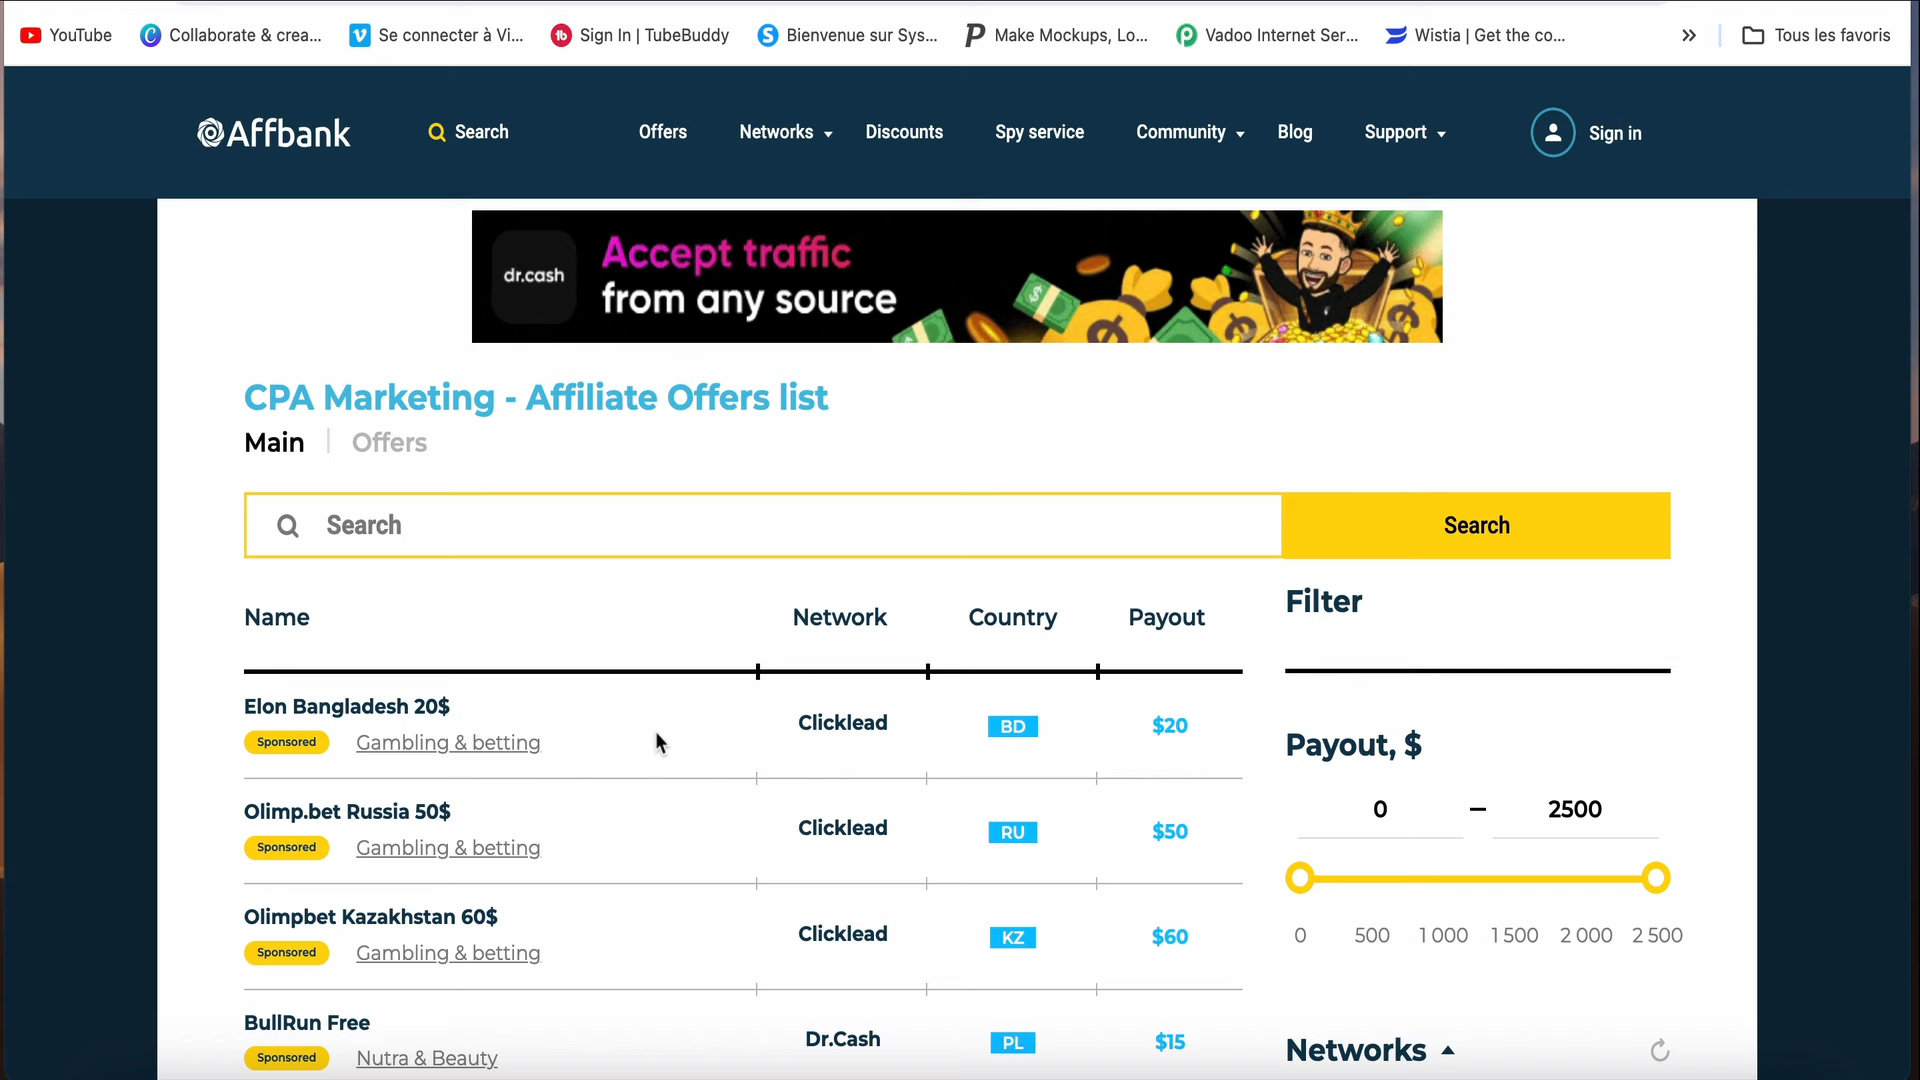 YouTube
Collaborate & crea...
Se connecter à Vi...
Sign In | TubeBuddy
Bienvenue sur Sys...
Make Mockups, Lo...
Vadoo Internet Ser...
Wistia | Get the co...
Tous les favoris
Affbank
Search
Offers
Networks
Discounts
Spy service
Community
Blog
Support
Sign in
dr.cash
Accept traffic
from any source
CPA Marketing - Affiliate Offers list
Main | Offers
Search
Search
Name
Network
Country
Payout
Elon Bangladesh 20$
Sponsored
Gambling & betting
Clicklead
BD
$20
Olimp.bet Russia 50$
Sponsored
Gambling & betting
Clicklead
RU
$50
Olimpbet Kazakhstan 60$
Sponsored
Gambling & betting
Clicklead
KZ
$60
BullRun Free
Sponsored
Nutra & Beauty
Dr.Cash
PL
$15
Filter
Payout, $
0 – 2500
0 500 1 000 1 500 2 000 2 500
Networks